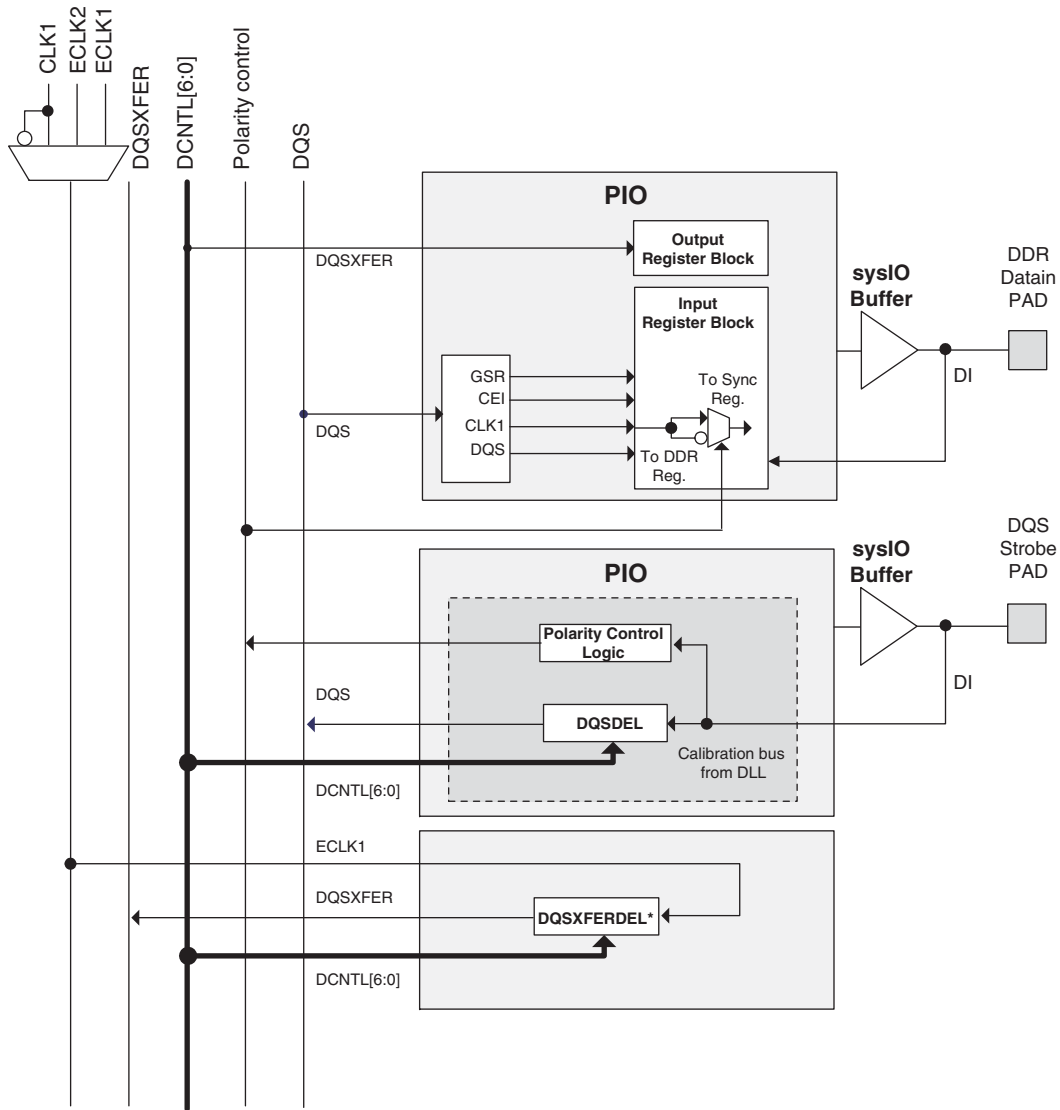 CLK1
ECLK2
ECLK1
DQSXFER
DCNTL[6:0]
Polarity control
DQS
PIO
Output
Register Block
DQSXFER
sysIO
Buffer
DDR
Datain
PAD
Input
Register Block
GSR
CEI
CLK1
DQS
To Sync
Reg.
To DDR
Reg.
DQS
DI
PIO
sysIO
Buffer
DQS
Strobe
PAD
Polarity Control
Logic
DI
DQS
DQSDEL
Calibration bus
from DLL
DCNTL[6:0]
ECLK1
DQSXFER
DQSXFERDEL*
DCNTL[6:0]